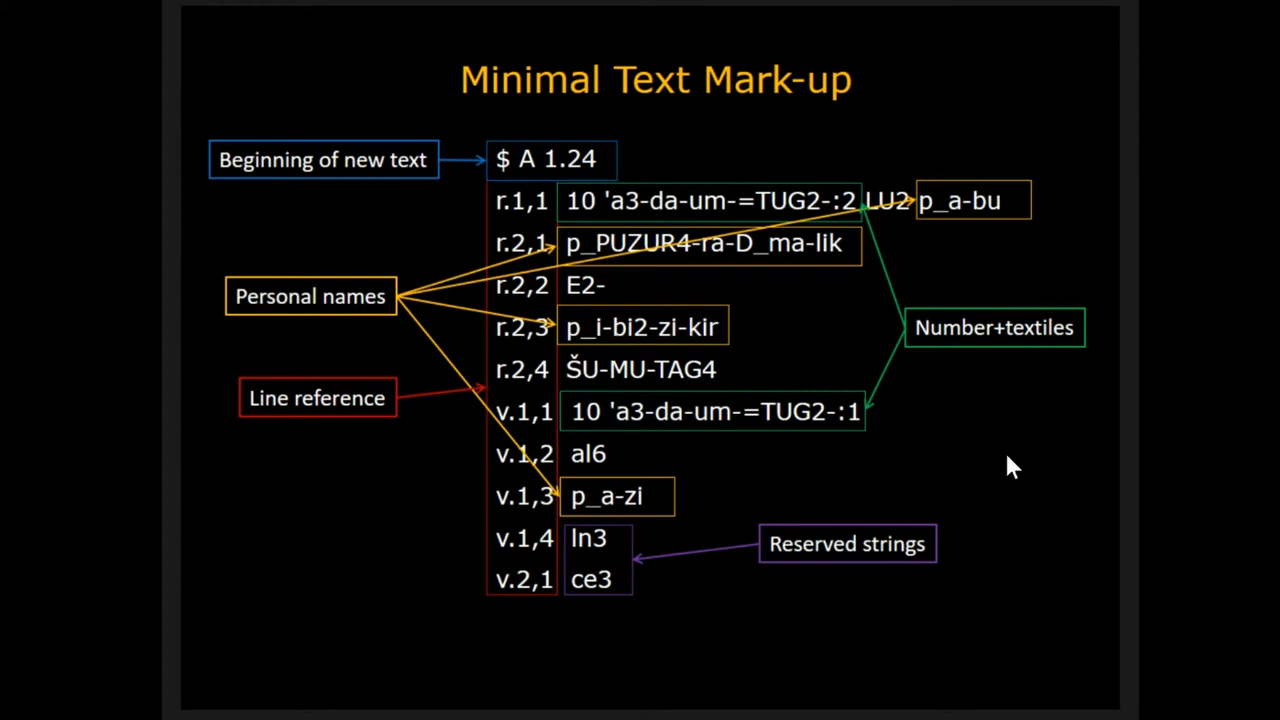 Minimal Text Mark-up
Beginning of new text
$ A 1.24
r.1,1 10 'a3-da-um-=TUG2-:2 LU2 p_a-bu
r.2,1 p_PUZUR4-ra-D_ma-lik
r.2,2 E2-
Personal names
r.2,3 p_i-bi2-zi-kir
Number+textiles
r.2,4 ŠU-MU-TAG4
Line reference
v.1,1 10 'a3-da-um-=TUG2-:1
v.1,2 al6
v.1,3 p_a-zi
v.1,4 ln3
Reserved strings
v.2,1 ce3